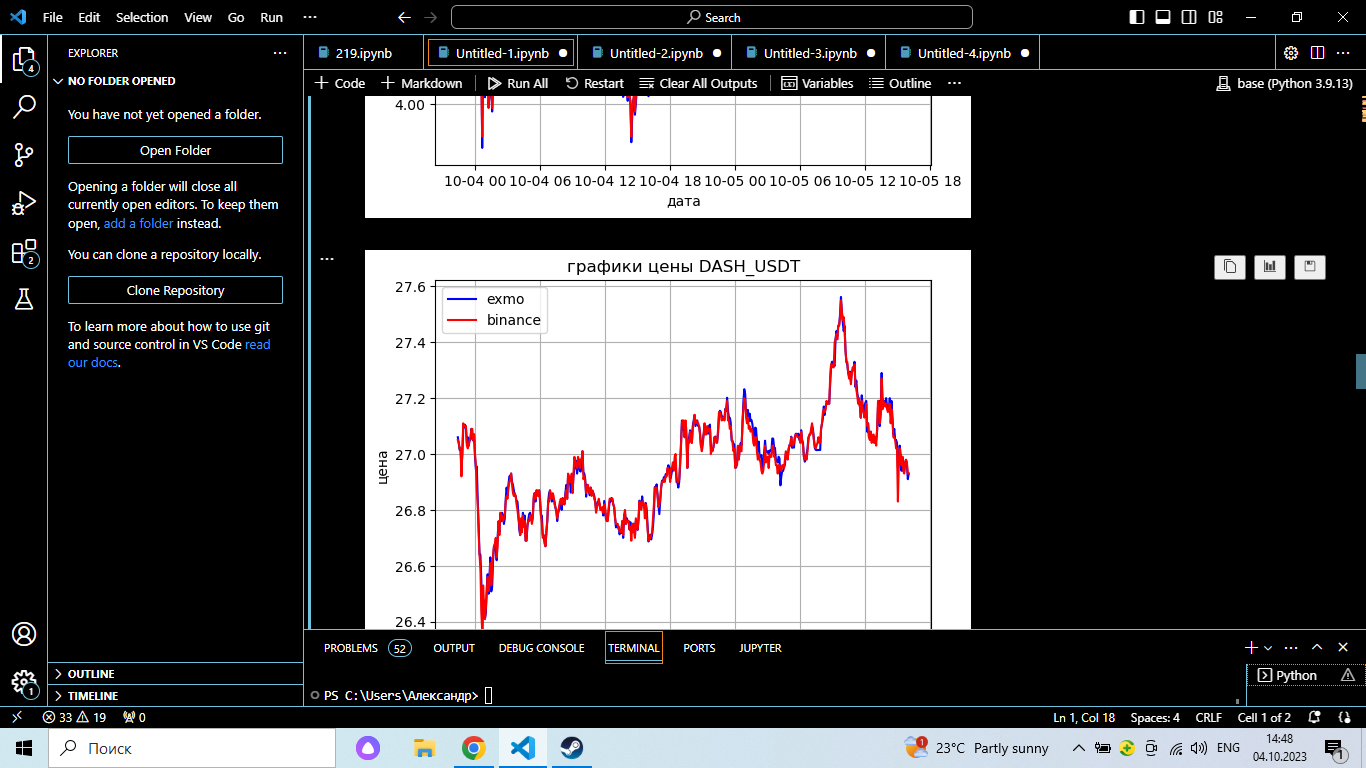 File Edit Selection View Go Run ··· Search
EXPLORER ···
219.ipynb Untitled-1.ipynb Untitled-2.ipynb Untitled-3.ipynb Untitled-4.ipynb
NO FOLDER OPENED
Code Markdown Run All Restart Clear All Outputs Variables Outline ··· base (Python 3.9.13)
4
You have not yet opened a folder.
Open Folder
Opening a folder will close all
currently open editors. To keep them
open, add a folder instead.
You can clone a repository locally.
2
Clone Repository
To learn more about how to use git
and source control in VS Code read
our docs.
4.00
10-04 00 10-04 06 10-04 12 10-04 18 10-05 00 10-05 06 10-05 12 10-05 18
дата
графики цены DASH_USDT
27.6
exmo
binance
27.4
27.2
27.0
цена
26.8
26.6
26.4
PROBLEMS 52 OUTPUT DEBUG CONSOLE TERMINAL PORTS JUPYTER
OUTLINE
Python
1
TIMELINE
PS C:\Users\Александр>
33 19 0 Ln 1, Col 18 Spaces: 4 CRLF Cell 1 of 2
Поиск
1 23°C Partly sunny ENG
14:48
04.10.2023
1